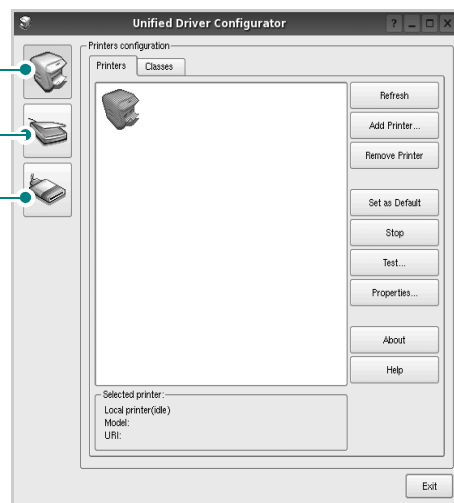 Unified Driver Configurator
Printers configuration
Printers
Classes
Refresh
Add Printer...
Remove Printer
Set as Default
Stop
Test...
Properties...
About
Help
Selected printer:
Local printer(idle)
Model:
URI:
Exit